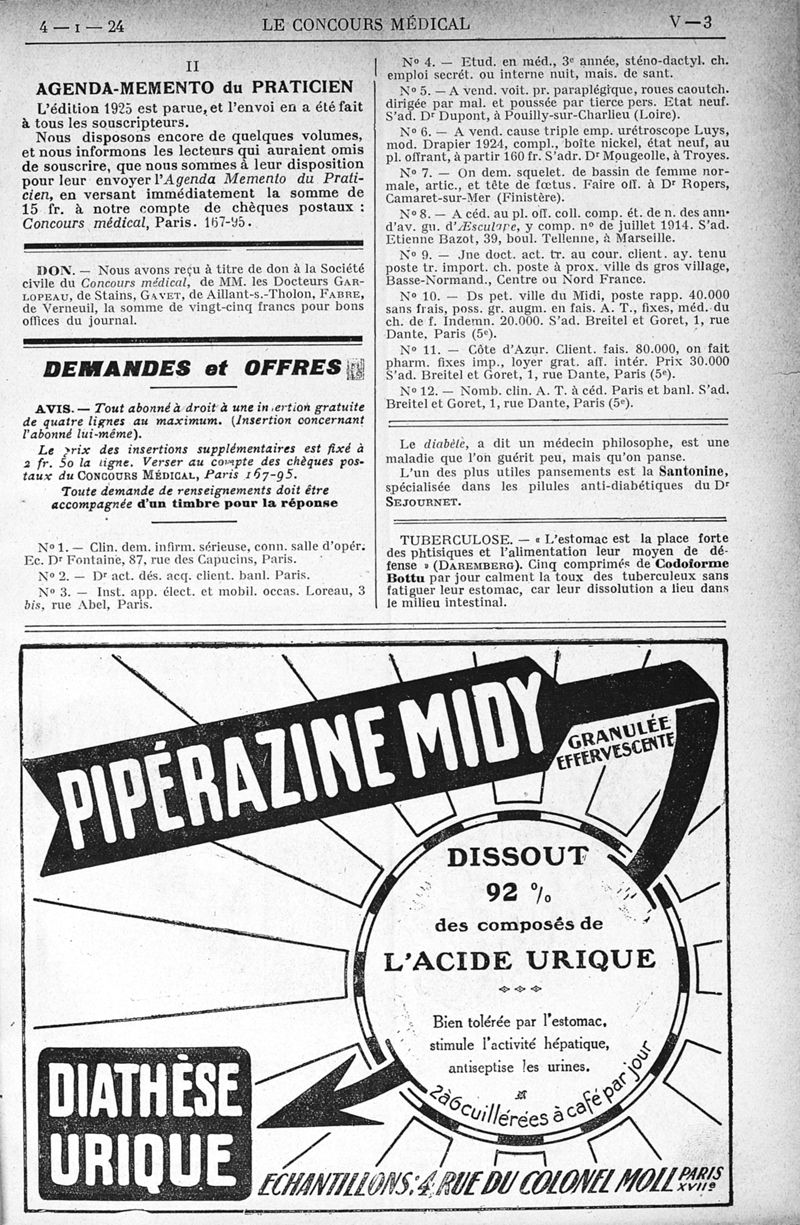 4 — I — 24
LE CONCOURS MÉDICAL
V — 3
II
AGENDA-MEMENTO du PRATICIEN
L'édition 1925 est parue, et l'envoi en a été fait
à tous les souscripteurs.
Nous disposons encore de quelques volumes,
et nous informons les lecteurs qui auraient omis
de souscrire, que nous sommes à leur disposition
pour leur envoyer l'Agenda Memento du Prati-
cien, en versant immédiatement la somme de
15 fr. à notre compte de chèques postaux :
Concours médical, Paris. 167-95.
DON. — Nous avons reçu à titre de don à la Société
civile du Concours médical, de MM. les Docteurs GAR-
LOPEAU, de Stains, GAVET, de Aillant-s.-Tholon, FABRE,
de Verneuil, la somme de vingt-cinq francs pour bons
offices du journal.
DEMANDES et OFFRES
AVIS. — Tout abonné à droit à une insertion gratuite
de quatre lignes au maximum. (Insertion concernant
l'abonné lui-même).
Le prix des insertions supplémentaires est fixé à
2 fr. 50 la ligne. Verser au compte des chèques pos-
taux du CONCOURS MÉDICAL, Paris 167-95.
Toute demande de renseignements doit être
accompagnée d'un timbre pour la réponse
N° 1. — Clin. dem. infirm. sérieuse, conn. salle d'opér.
Ec. Dr Fontaine, 87, rue des Capucins, Paris.
N° 2. — Dr act. dés. acq. client. banl. Paris.
N° 3. — Inst. app. élect. et mobil. occas. Loreau, 3
bis, rue Abel, Paris.
N° 4. — Etud. en méd., 3e année, sténo-dactyl. ch.
emploi secrét. ou interne nuit, mais. de sant.
N° 5. — A vend. voit. pr. paraplégique, roues caoutch.
dirigée par mal. et poussée par tierce pers. Etat neuf.
S'ad. Dr Dupont, à Pouilly-sur-Charlieu (Loire).
N° 6. — A vend. cause triple emp. urétroscope Luys,
mod. Drapier 1924, compl., boîte nickel, état neuf, au
pl. offrant, à partir 160 fr. S'adr. Dr Mougeolle, à Troyes.
N° 7. — On dem. squelet. de bassin de femme nor-
male, artic., et tête de fœtus. Faire off. à Dr Ropers,
Camaret-sur-Mer (Finistère).
N° 8. — A céd. au pl. off. coll. comp. ét. de n. des ann.
d'av. gu. d'Æsculape, y comp. n° de juillet 1914. S'ad.
Etienne Bazot, 39, boul. Tellenne, à Marseille.
N° 9. — Jne doct. act. tr. au cour. client. ay. tenu
poste tr. import. ch. poste à prox. ville ds gros village,
Basse-Normand., Centre ou Nord France.
N° 10. — Ds pet. ville du Midi, poste rapp. 40.000
sans frais, poss. gr. augm. en fais. A. T., fixes, méd. du
ch. de f. Indemn. 20.000. S'ad. Breitel et Goret, 1, rue
Dante, Paris (5e).
N° 11. — Côte d'Azur. Client. fais. 80.000, on fait
pharm. fixes imp., loyer grat. aff. intér. Prix 30.000
S'ad. Breitel et Goret, 1, rue Dante, Paris (5e).
N° 12. — Nomb. clin. A. T. à céd. Paris et banl. S'ad.
Breitel et Goret, 1, rue Dante, Paris (5e).
Le diabète, a dit un médecin philosophe, est une
maladie que l'on guérit peu, mais qu'on panse.
L'un des plus utiles pansements est la Santonine,
spécialisée dans les pilules anti-diabétiques du Dr
SEJOURNET.
TUBERCULOSE. — « L'estomac est la place forte
des phtisiques et l'alimentation leur moyen de dé-
fense » (DAREMBERG). Cinq comprimés de Codoforme
Bottu par jour calment la toux des tuberculeux sans
fatiguer leur estomac, car leur dissolution a lieu dans
le milieu intestinal.
PIPÉRAZINE MIDY
GRANULÉE
EFFERVESCENTE
DISSOUT
92 %
des composés de
L'ACIDE URIQUE
Bien tolérée par l'estomac,
stimule l'activité hépatique,
antiseptise les urines.
2 à 6 cuillérées à café par jour
DIATHÈSE
URIQUE
ECHANTILLONS: 4, RUE DU COLONEL MOLL PARIS
XVIIe